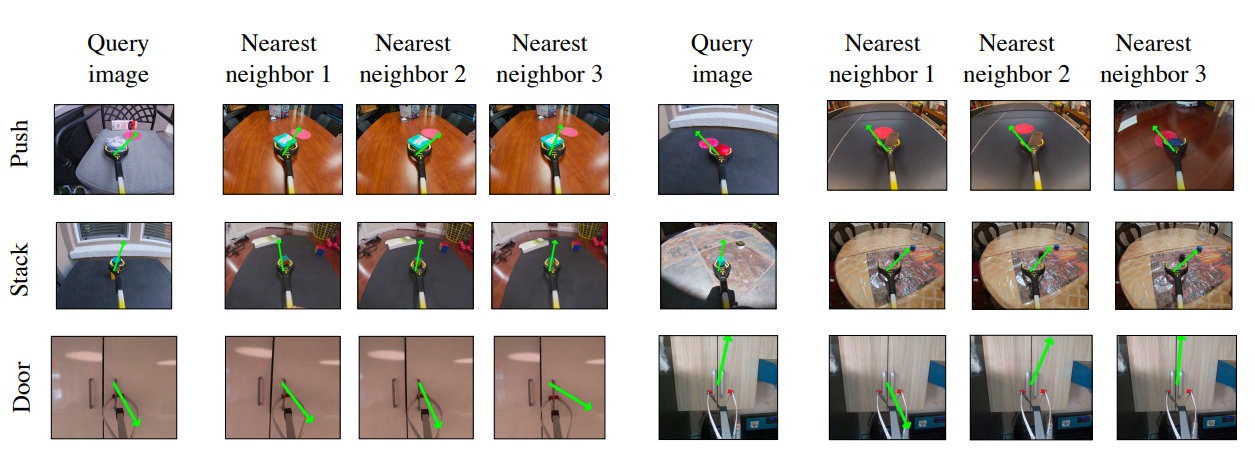 Query
image
Nearest
neighbor 1
Nearest
neighbor 2
Nearest
neighbor 3
Query
image
Nearest
neighbor 1
Nearest
neighbor 2
Nearest
neighbor 3
Push
Stack
Door